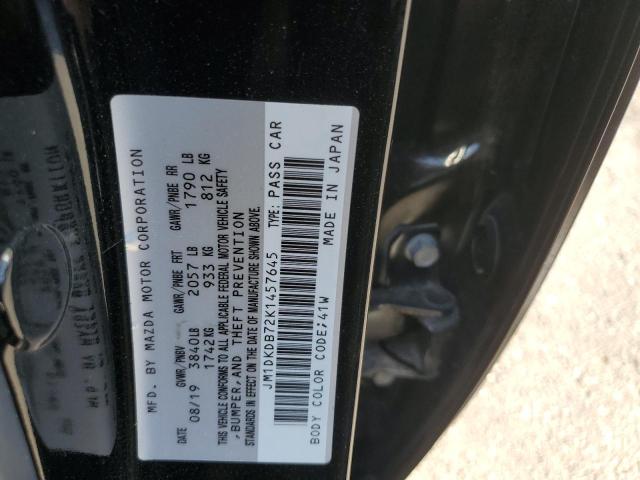 MFD. BY MAZDA MOTOR CORPORATION
DATE GVWR/PNBV GAWR/PNBE FRT GAWR/PNBE RR
08/19 3840LB 2057 LB 1790 LB
1742KG 933 KG 812 KG
THIS VEHICLE CONFORMS TO ALL APPLICABLE FEDERAL MOTOR VEHICLE SAFETY
,BUMPER,AND THEFT PREVENTION
STANDARDS IN EFFECT ON THE DATE OF MANUFACTURE SHOWN ABOVE.
JM1DKDB72K1457645 TYPE: PASS CAR
BODY COLOR CODE;41W MADE IN JAPAN